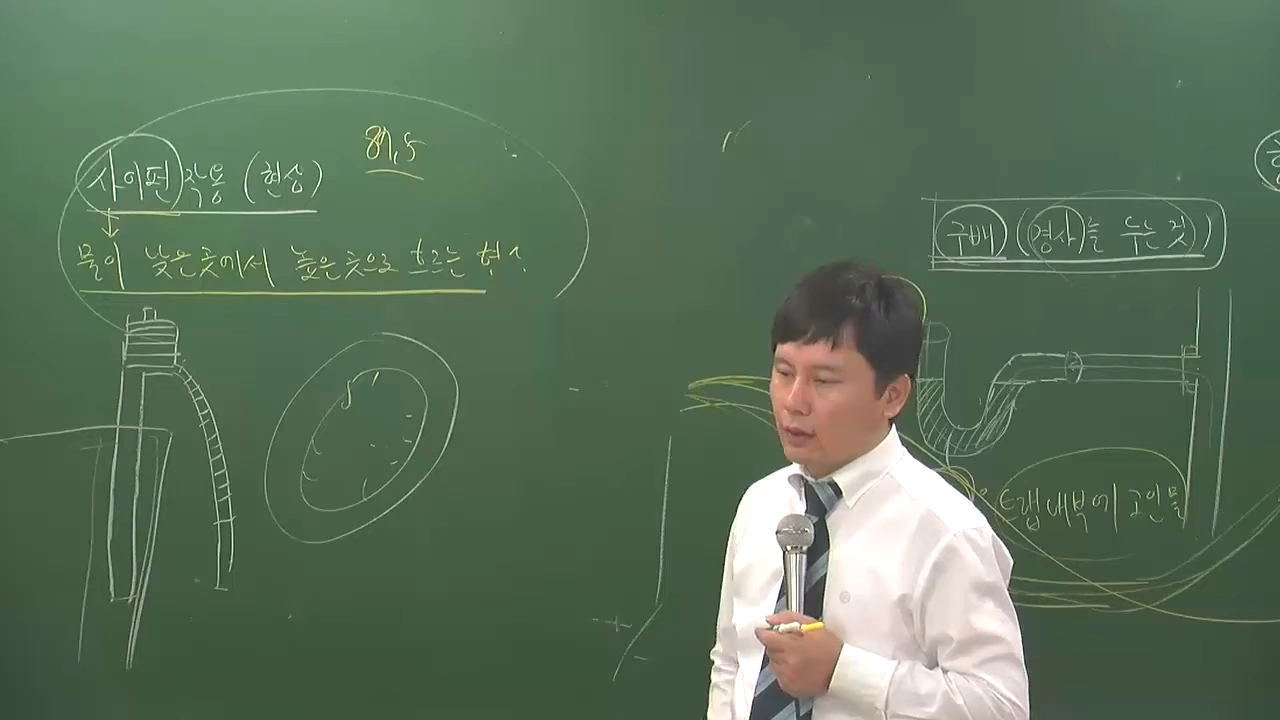 사이펀 작용 (현상)
87.5
물이 낮은곳에서 높은곳으로 흐르는 현상
구배 (경사를 두는 것)
트랩내부에 고인물